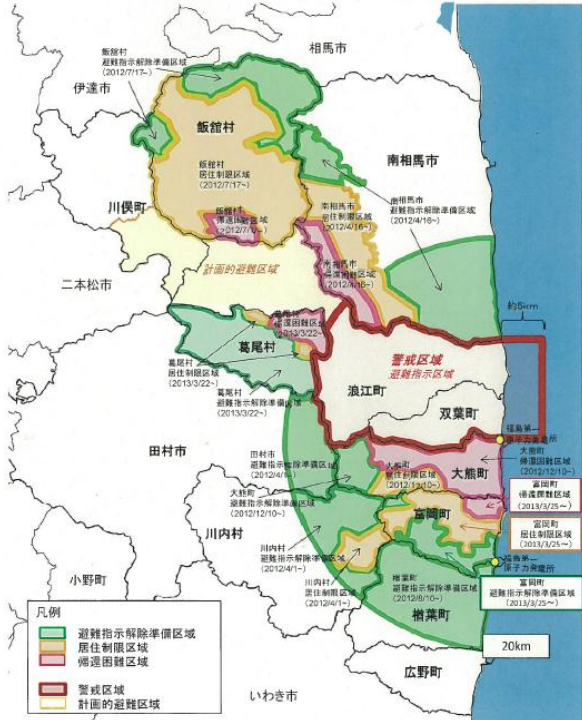 相馬市
飯舘村
避難指示解除準備区域
(2012/7/17~)
伊達市
飯舘村
飯舘村
居住制限区域
(2012/7/17~)
南相馬市
川俣町
飯舘村
帰還困難区域
南相馬市
居住制限区域
(2012/4/16~)
南相馬市
避難指示解除準備区域
(2012/4/16~)
計画的避難区域
南相馬市
帰還困難区域
(2012/4/16~)
二本松市
約5km
葛尾村
帰還困難区域
(2013/3/22~)
葛尾村
葛尾村
居住制限区域
(2013/3/22~)
警戒区域
避難指示区域
浪江町
葛尾村
避難指示解除準備区域
(2013/3/22~)
双葉町
福島第一
原子力発電所
田村市
田村市
避難指示解除準備区域
(2012/4/1~)
大熊町
居住制限区域
(2012/12/10~)
大熊町
大熊町
帰還困難区域
(2012/12/10~)
大熊町
避難指示解除準備区域
(2012/12/10~)
富岡町
帰還困難区域
(2013/3/25~)
富岡町
富岡町
居住制限区域
(2013/3/25~)
川内村
川内村
避難指示解除準備区域
(2012/4/1~)
川内村
居住制限区域
(2012/4/1~)
楢葉町
避難指示解除準備区域
(2012/8/10~)
原子力発電所
富岡町
避難指示解除準備区域
(2013/3/25~)
小野町
楢葉町
20km
広野町
いわき市
凡例
避難指示解除準備区域
居住制限区域
帰還困難区域
警戒区域
計画的避難区域